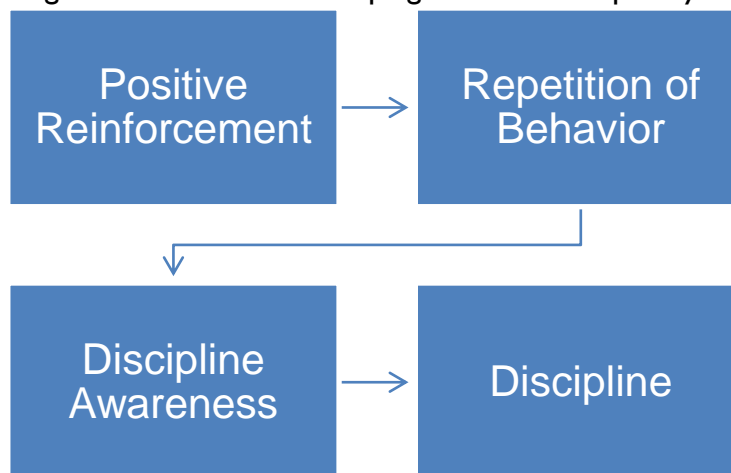 Positive
Reinforcement
Repetition of
Behavior
Discipline
Awareness
Discipline